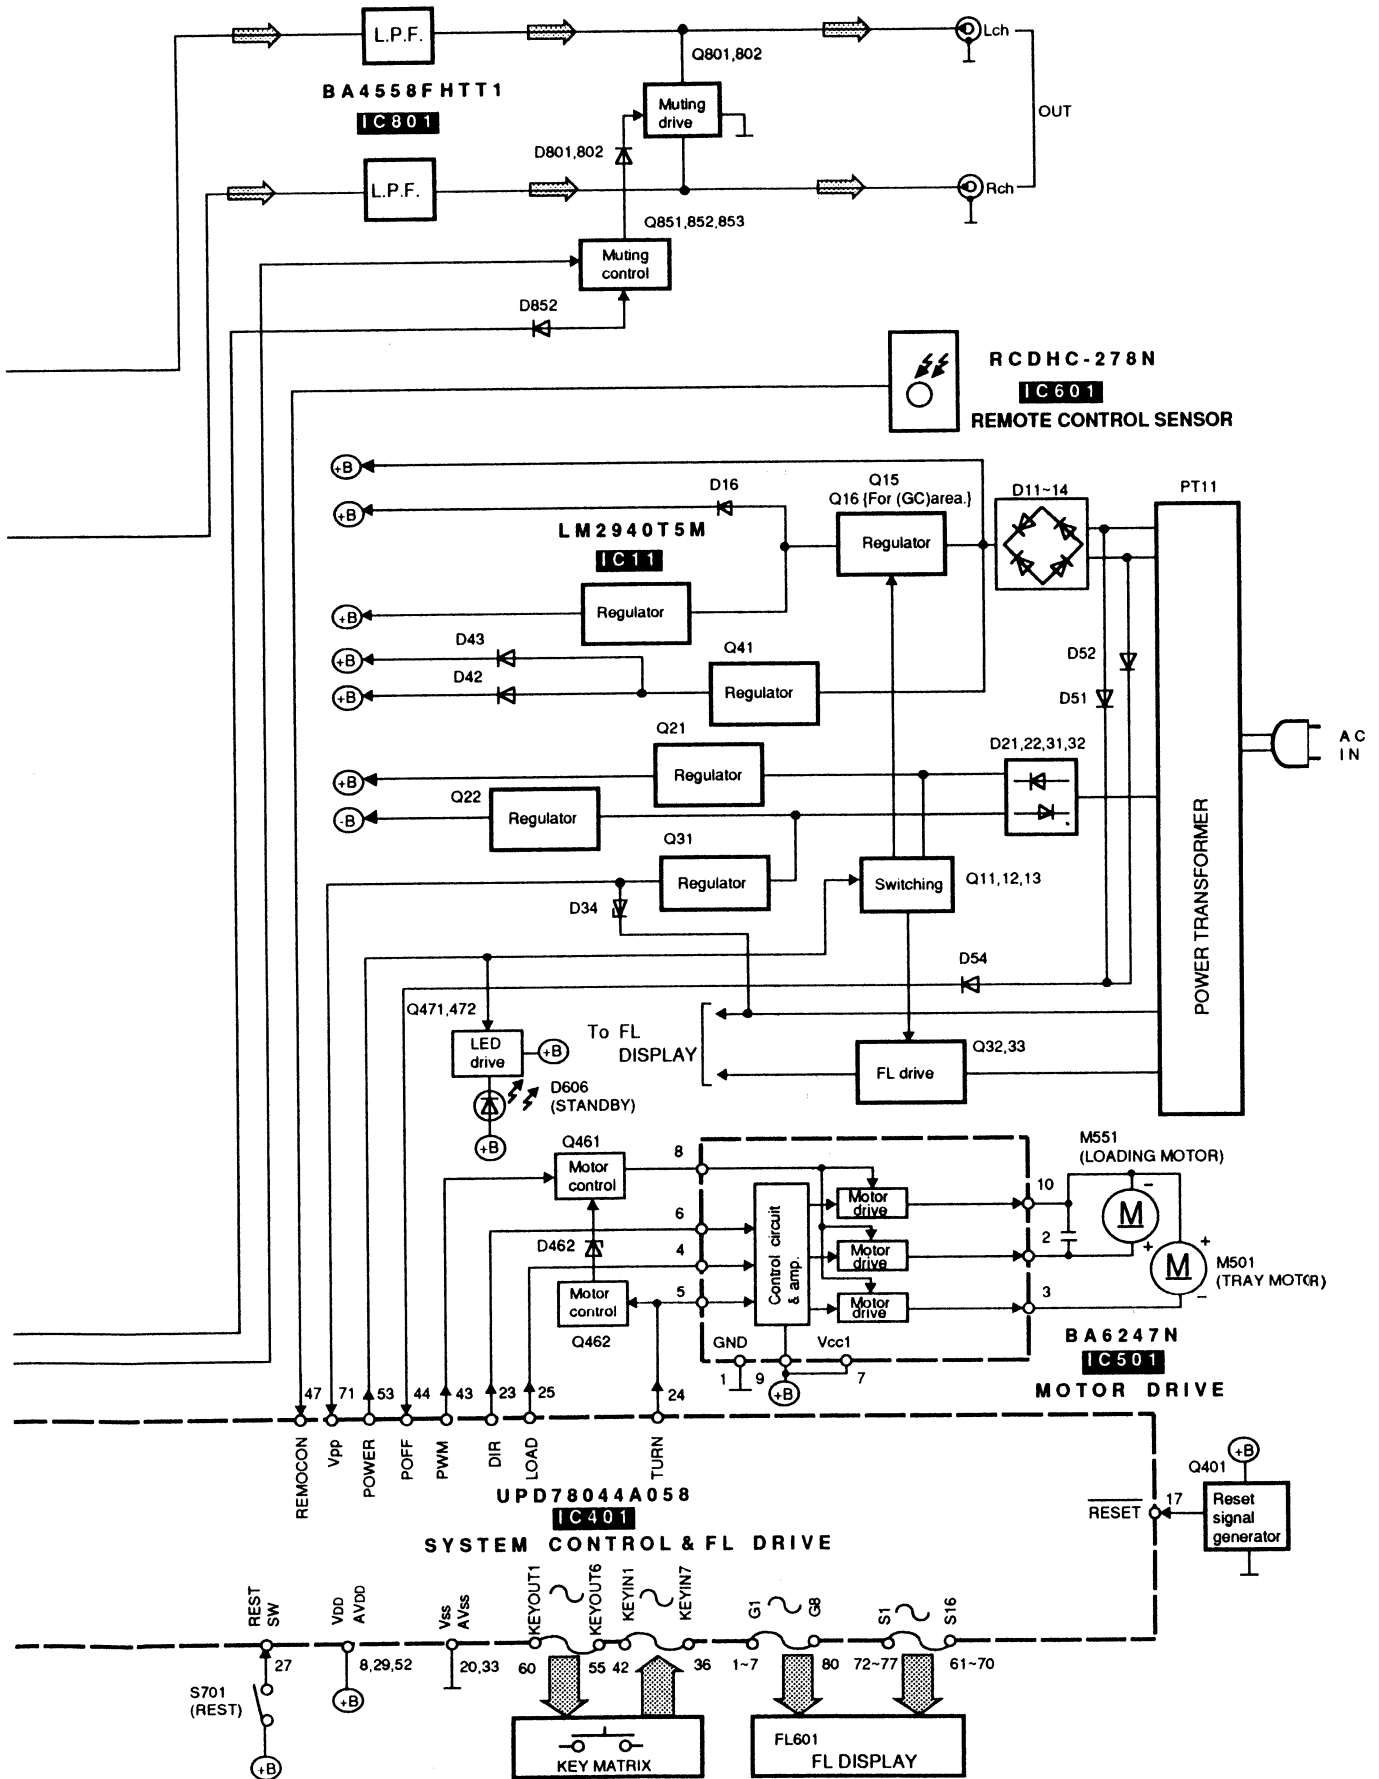 L.P.F.
Lch
Q801,802
BA4558FHTT1
IC801
Muting
drive
OUT
D801,802
L.P.F.
Rch
Q851,852,853
Muting
control
D852
RCDHC-278N
IC601
REMOTE CONTROL SENSOR
+B
D16
Q15
Q16 {For (GC)area.}
D11~14
PT11
+B
LM2940T5M
IC11
Regulator
Regulator
+B
D43
+B
Q41
D52
D42
+B
Regulator
D51
Q21
D21,22,31,32
AC
IN
+B
Regulator
Q22
-B
Regulator
Q31
POWER TRANSFORMER
Regulator
Switching
Q11,12,13
D34
D54
Q471,472
LED
drive
+B
To FL
DISPLAY
Q32,33
FL drive
D606
(STANDBY)
+B
Q461
Motor
control
8
M551
(LOADING MOTOR)
10
Motor
drive
-
M
+
6
D462
Control circuit
& amp.
2
4
Motor
drive
+
M
-
M501
(TRAY MOTOR)
Motor
control
5
Motor
drive
3
Q462
GND
Vcc1
BA6247N
IC501
MOTOR DRIVE
1
9
7
+B
47
71
53
44
43
23
25
24
REMOCON
Vpp
POWER
POFF
PWM
DIR
LOAD
TURN
+B
Q401
UPD78044A058
IC401
SYSTEM CONTROL & FL DRIVE
RESET
17
Reset
signal
generator
REST
SW
VDD
AVDD
Vss
AVss
KEYOUT1
KEYOUT6
KEYIN1
KEYIN7
G1
G8
S1
S16
27
8,29,52
20,33
60
55
42
36
1~7
80
72~77
61~70
S701
(REST)
+B
+B
KEY MATRIX
FL601
FL DISPLAY